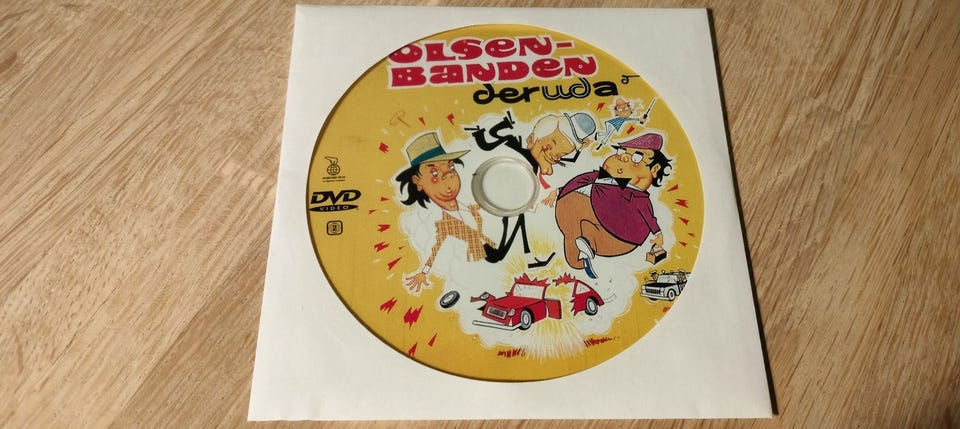 OLSEN-
BANDEN
deruda'
DVD
VIDEO
2